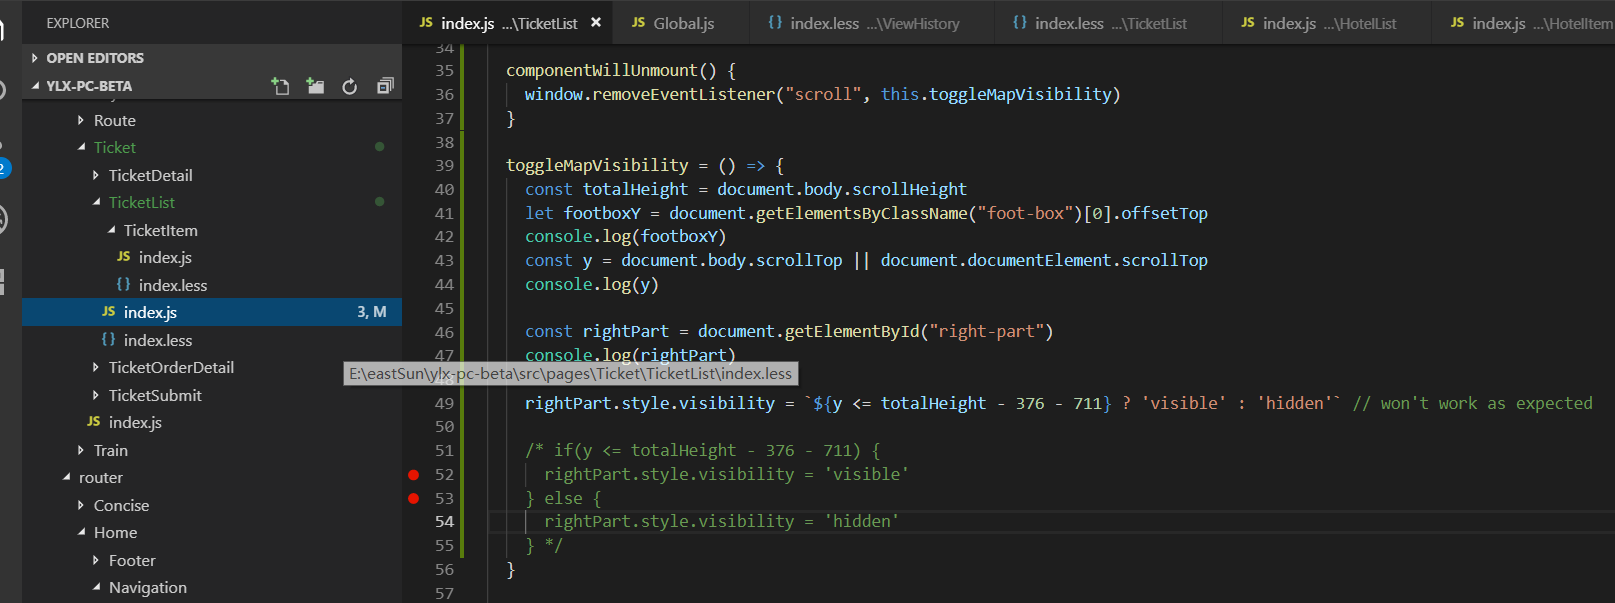 EXPLORER
OPEN EDITORS
YLX-PC-BETA
Route
Ticket
TicketDetail
TicketList
TicketItem
JS index.js
{} index.less
JS index.js 3, M
{} index.less
TicketOrderDetail
TicketSubmit
JS index.js
Train
router
Concise
Home
Footer
Navigation
2
JS index.js ...\TicketList ×
JS Global.js
{} index.less ...\ViewHistory
{} index.less ...\TicketList
JS index.js ...\HotelList
JS index.js ...\HotelItem
34
35 componentWillUnmount() {
36 window.removeEventListener("scroll", this.toggleMapVisibility)
37 }
38
39 toggleMapVisibility = () => {
40 const totalHeight = document.body.scrollHeight
41 let footboxY = document.getElementsByClassName("foot-box")[0].offsetTop
42 console.log(footboxY)
43 const y = document.body.scrollTop || document.documentElement.scrollTop
44 console.log(y)
45
46 const rightPart = document.getElementById("right-part")
47 console.log(rightPart)
E:\eastSun\ylx-pc-beta\src\pages\Ticket\TicketList\index.less
49 rightPart.style.visibility = `${y <= totalHeight - 376 - 711} ? 'visible' : 'hidden'` // won't work as expected
50
51 /* if(y <= totalHeight - 376 - 711) {
52 rightPart.style.visibility = 'visible'
53 } else {
54 rightPart.style.visibility = 'hidden'
55 } */
56 }
57